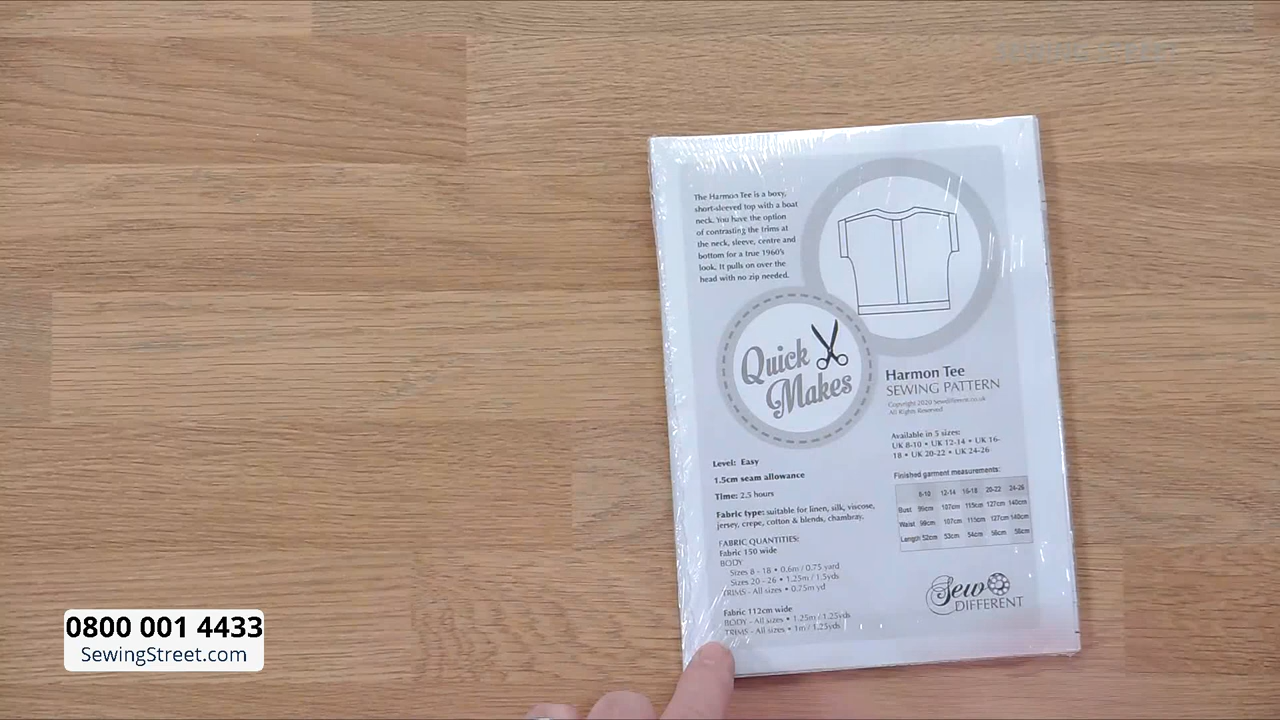 The Harmon Tee is a boxy,
short-sleeved top with a boat
neck. You have the option
of contrasting the trims at
the neck, sleeve, centre and
bottom for a true 1960's
look. It pulls on over the
head with no zip needed.
Quick
Makes
Harmon Tee
SEWING PATTERN
Copyright 2020 Sewdifferent.co.uk
All Rights Reserved
Available in 5 sizes:
UK 8-10 • UK 12-14 • UK 16-
18 • UK 20-22 • UK 24-26
Finished garment measurements:
8-10 12-14 16-18 20-22 24-26
Bust 99cm 107cm 115cm 127cm 140cm
Waist 99cm 107cm 115cm 127cm 140cm
Length 52cm 53cm 54cm 56cm 58cm
Level: Easy
1.5cm seam allowance
Time: 2.5 hours
Fabric type: suitable for linen, silk, viscose,
jersey, crepe, cotton & blends, chambray.
FABRIC QUANTITIES:
Fabric 150 wide
BODY
Sizes 8 - 18 • 0.6m / 0.75 yard
Sizes 20 - 26 • 1.25m / 1.5yds
TRIMS - All sizes • 0.75m yd
Fabric 112cm wide
BODY - All sizes • 1.25m / 1.25yds
TRIMS - All sizes • 1m / 1.25yds
Sew
DIFFERENT
0800 001 4433
SewingStreet.com